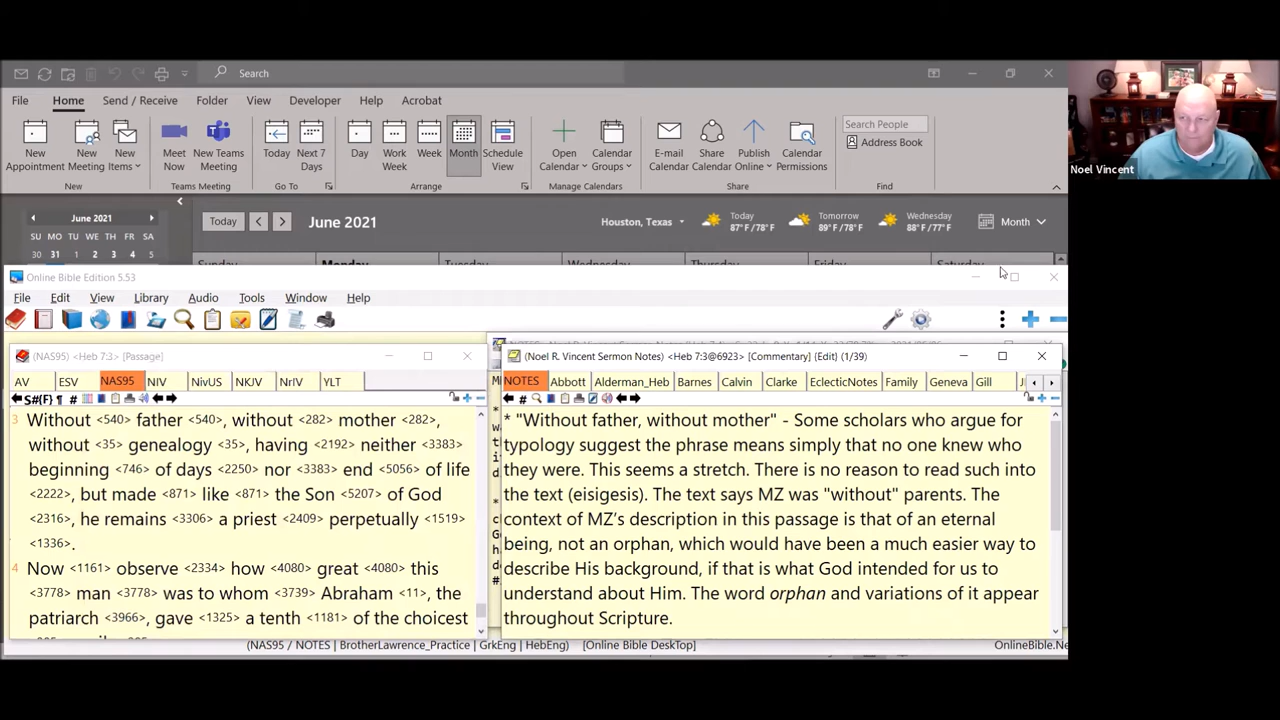 Search
File Home Send / Receive Folder View Developer Help Acrobat
New Appointment New Meeting New Items Meet Now New Teams Meeting Today Next 7 Days Day Work Week Week Month Schedule View Open Calendar Calendar Groups E-mail Calendar Share Calendar Publish Online Calendar Permissions Search People
Address Book
New Teams Meeting Go To Arrange Manage Calendars Share Find
Noel Vincent
June 2021
SU MO TU WE TH FR SA
30 31 1 2 3 4 5
Today June 2021 Houston, Texas Today 87°F/78°F Tomorrow 89°F/78°F Wednesday 88°F/77°F Month
Sunday Monday Tuesday Wednesday Thursday Friday Saturday
Online Bible Edition 5.53
File Edit View Library Audio Tools Window Help
(NAS95) <Heb 7:3> [Passage]
AV ESV NAS95 NIV NivUS NKJV NrIV YLT
S#{F} ¶ #
3 Without <540> father <540>, without <282> mother <282>,
without <35> genealogy <35>, having <2192> neither <3383>
beginning <746> of days <2250> nor <3383> end <5056> of life
<2222>, but made <871> like <871> the Son <5207> of God
<2316>, he remains <3306> a priest <2409> perpetually <1519>
<1336>.
4 Now <1161> observe <2334> how <4080> great <4080> this
<3778> man <3778> was to whom <3739> Abraham <11>, the
patriarch <3966>, gave <1325> a tenth <1181> of the choicest
(Noel R. Vincent Sermon Notes) <Heb 7:3@6923> [Commentary] (Edit) (1/39)
NOTES Abbott Alderman_Heb Barnes Calvin Clarke EclecticNotes Family Geneva Gill
#
* "Without father, without mother" - Some scholars who argue for
typology suggest the phrase means simply that no one knew who
they were. This seems a stretch. There is no reason to read such into
the text (eisigesis). The text says MZ was "without" parents. The
context of MZ's description in this passage is that of an eternal
being, not an orphan, which would have been a much easier way to
describe His background, if that is what God intended for us to
understand about Him. The word orphan and variations of it appear
throughout Scripture.
(NAS95 / NOTES | BrotherLawrence_Practice | GrkEng | HebEng) [Online Bible DeskTop] OnlineBible.Ne